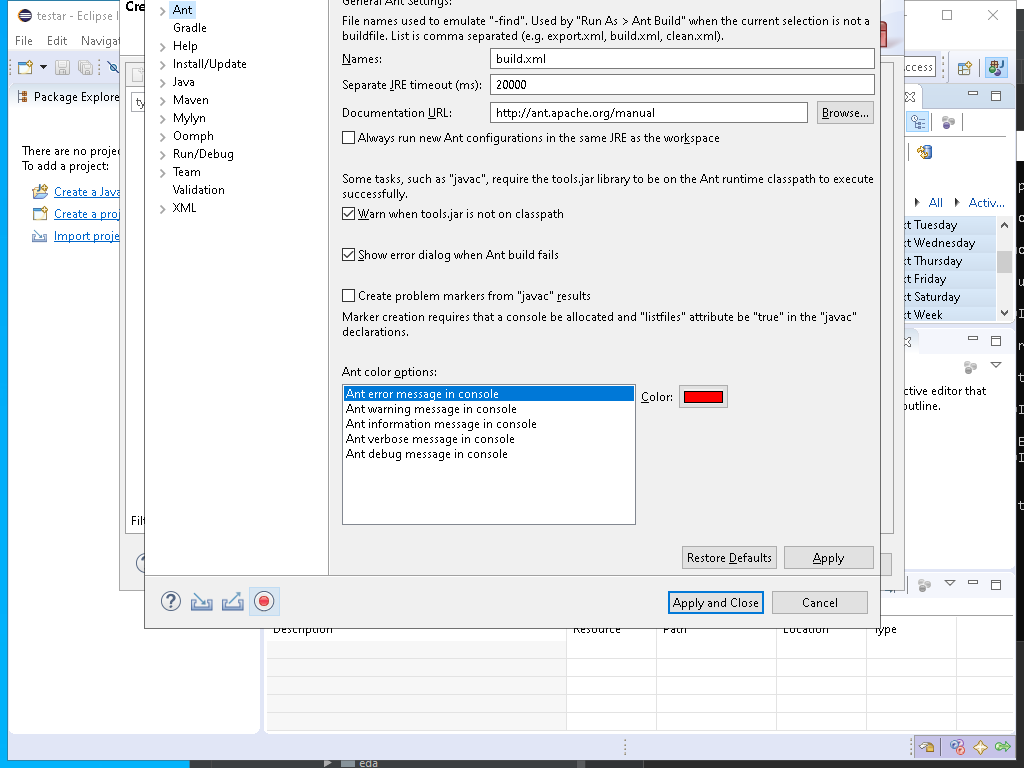 testar - Eclipse I
Cre
File Edit Navigat
Package Explore
There are no projec
To add a project:
Create a Java
Create a proj
Import proje
Ant
Gradle
Help
Install/Update
Java
Maven
Mylyn
Oomph
Run/Debug
Team
Validation
XML
General Ant Settings:
File names used to emulate "-find". Used by "Run As > Ant Build" when the current selection is not a
buildfile. List is comma separated (e.g. export.xml, build.xml, clean.xml).
Names: build.xml
Separate JRE timeout (ms): 20000
Documentation URL: http://ant.apache.org/manual Browse...
Always run new Ant configurations in the same JRE as the workspace
Some tasks, such as "javac", require the tools.jar library to be on the Ant runtime classpath to execute
successfully.
Warn when tools.jar is not on classpath
Show error dialog when Ant build fails
Create problem markers from "javac" results
Marker creation requires that a console be allocated and "listfiles" attribute be "true" in the "javac"
declarations.
Ant color options:
Ant error message in console
Ant warning message in console
Ant information message in console
Ant verbose message in console
Ant debug message in console
Color:
Restore Defaults Apply
Apply and Close Cancel
ty
Filt
ccess
All Activ...
xt Tuesday
xt Wednesday
xt Thursday
xt Friday
xt Saturday
xt Week
ctive editor that
outline.
Description Resource Path Location Type
eda